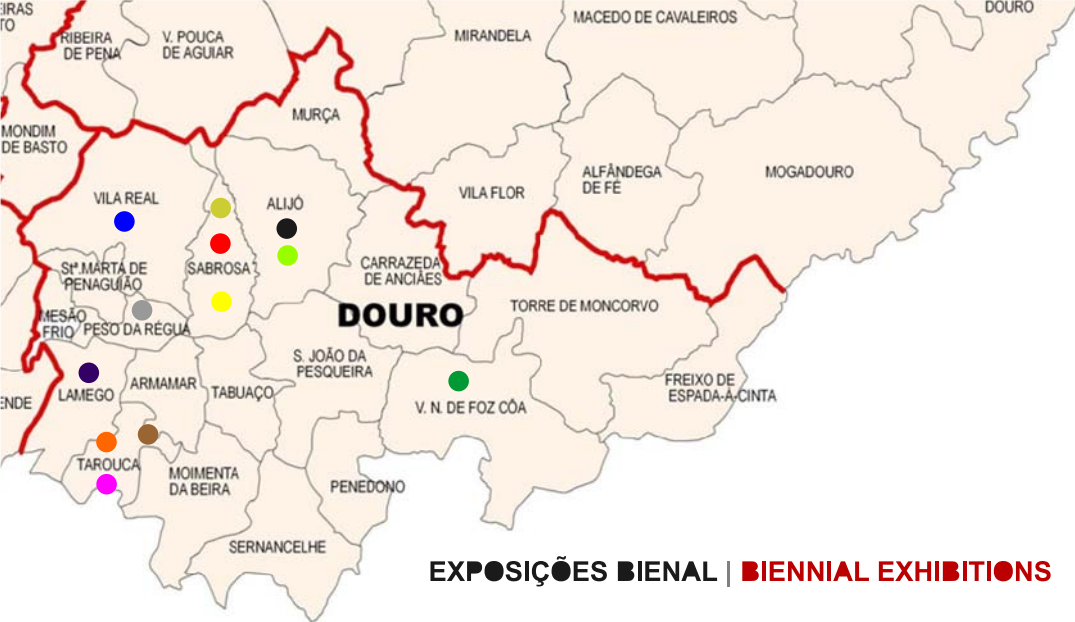 EIRAS
TO
RIBEIRA
DE PENA
V. POUCA
DE AGUIAR
MIRANDELA
MACEDO DE CAVALEIROS
DOURO
MONDIM
DE BASTO
MURÇA
VILA REAL
ALIJÓ
VILA FLOR
ALFÂNDEGA
DE FÉ
MOGADOURO
Stª.MARTA DE
PENAGUIÃO
SABROSA
CARRAZEDA
DE ANCIÃES
MESÃO
FRIO
PESO DA RÉGUA
DOURO
TORRE DE MONCORVO
S. JOÃO DA
PESQUEIRA
ENDE
LAMEGO
ARMAMAR
TABUAÇO
V. N. DE FOZ CÔA
FREIXO DE
ESPADA-À-CINTA
TAROUCA
MOIMENTA
DA BEIRA
PENEDONO
SERNANCELHE
EXPOSIÇÕES BIENAL | BIENNIAL EXHIBITIONS